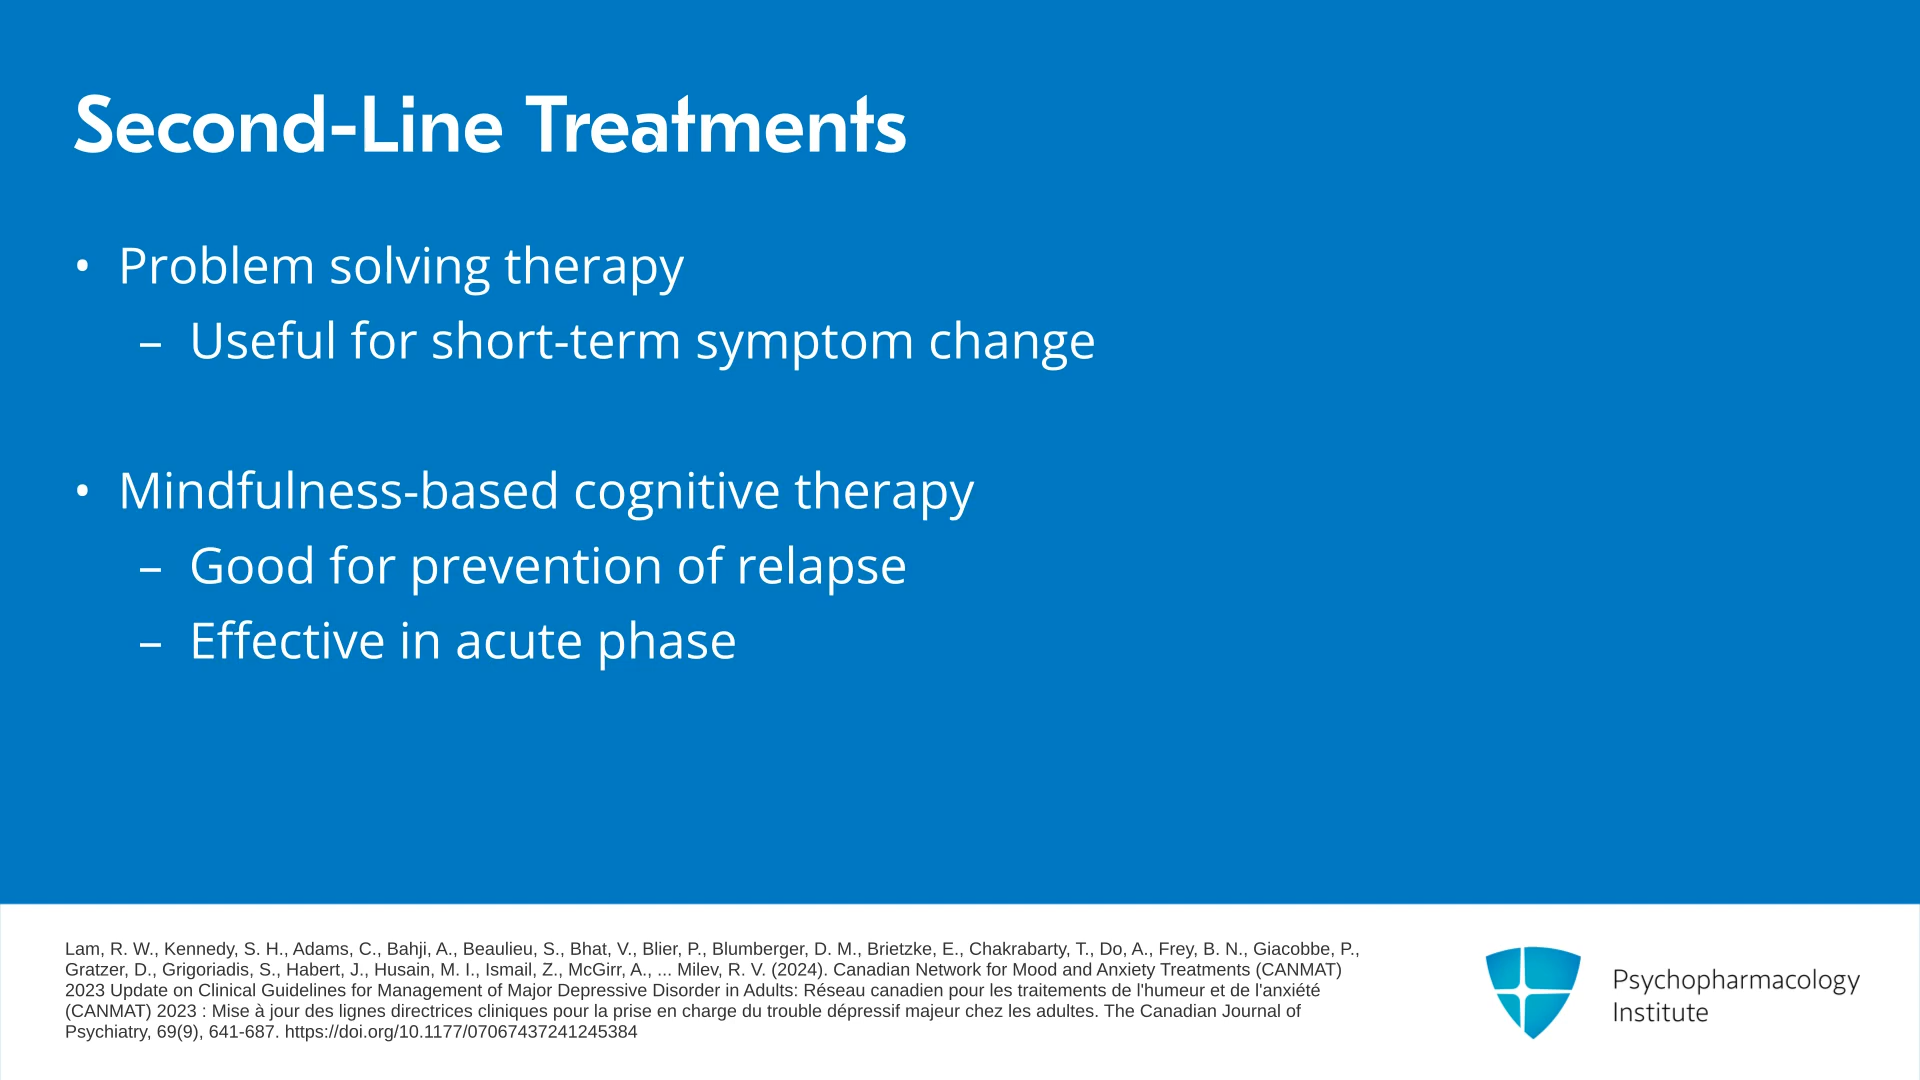 Second-Line Treatments
• Problem solving therapy
– Useful for short-term symptom change
• Mindfulness-based cognitive therapy
– Good for prevention of relapse
– Effective in acute phase
Lam, R. W., Kennedy, S. H., Adams, C., Bahji, A., Beaulieu, S., Bhat, V., Blier, P., Blumberger, D. M., Brietzke, E., Chakrabarty, T., Do, A., Frey, B. N., Giacobbe, P.,
Gratzer, D., Grigoriadis, S., Habert, J., Husain, M. I., Ismail, Z., McGirr, A., ... Milev, R. V. (2024). Canadian Network for Mood and Anxiety Treatments (CANMAT)
2023 Update on Clinical Guidelines for Management of Major Depressive Disorder in Adults: Réseau canadien pour les traitements de l'humeur et de l'anxiété
(CANMAT) 2023 : Mise à jour des lignes directrices cliniques pour la prise en charge du trouble dépressif majeur chez les adultes. The Canadian Journal of
Psychiatry, 69(9), 641-687. https://doi.org/10.1177/07067437241245384
Psychopharmacology
Institute